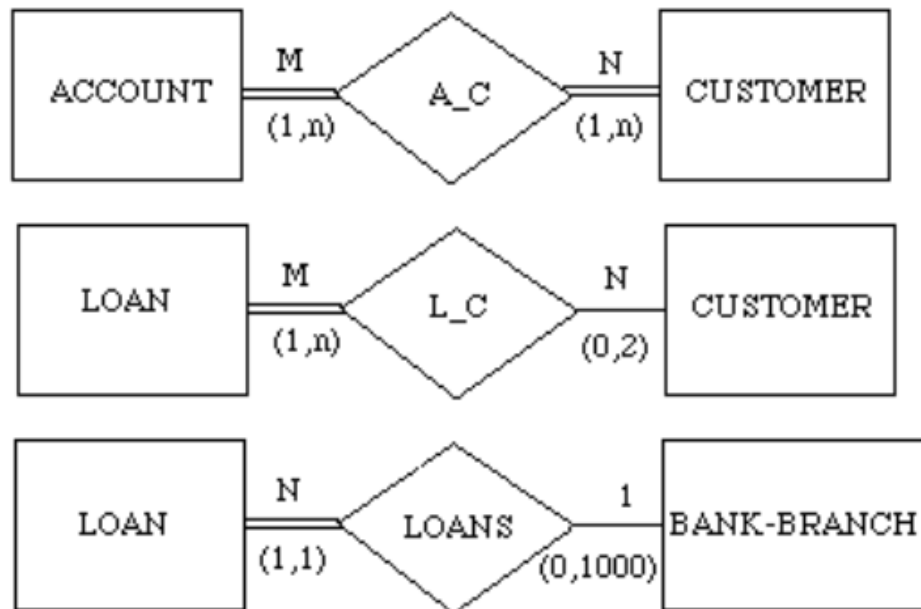 M N
ACCOUNT A_C CUSTOMER
(1,n) (1,n)
M N
LOAN L_C CUSTOMER
(1,n) (0,2)
N 1
LOAN LOANS BANK-BRANCH
(1,1) (0,1000)